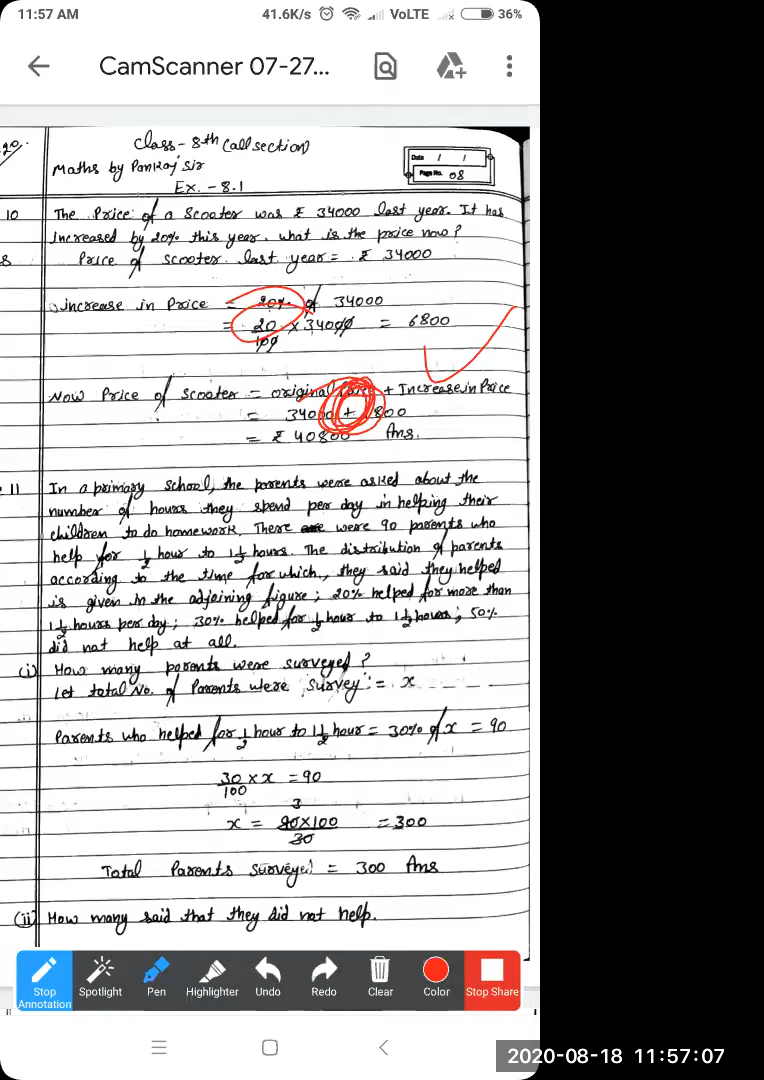 11:57 AM 41.6K/s VoLTE 36%
CamScanner 07-27...
20
Class - 8th (all section)
Maths by Pankaj Sir
Date / /
Page No. 08
Ex. - 8.1
10 The Price of a Scooter was ₹ 34000 last year. It has
increased by 20% this year. what is the price now?
Price of scooter last year = ₹ 34000
increase in Price = 20% of 34000
= 20/100 × 34000 = 6800
Now Price of Scooter = original Price + Increase in Price
= 34000 + 800
= ₹ 40800 Ans.
11 In a primary school, the parents were asked about the
number of hours they spend per day in helping their
children to do homework. There were 90 parents who
help for 1/2 hour to 1 1/2 hours. The distribution of parents
according to the time for which, they said they helped
is given in the adjoining figure; 20% helped for more than
1 1/2 hours per day; 30% helped for 1/2 hour to 1 1/2 hours; 50%
did not help at all.
(i) How many parents were surveyed?
Let total No. of Parents were survey = x
Parents who helped for 1/2 hour to 1 1/2 hour = 30% of x = 90
30/100 × x = 90
3
x = 90×100/30 = 300
Total Parents surveyed = 300 Ans
(ii) How many said that they did not help.
Stop Annotation Spotlight Pen Highlighter Undo Redo Clear Color Stop Share
2020-08-18 11:57:07